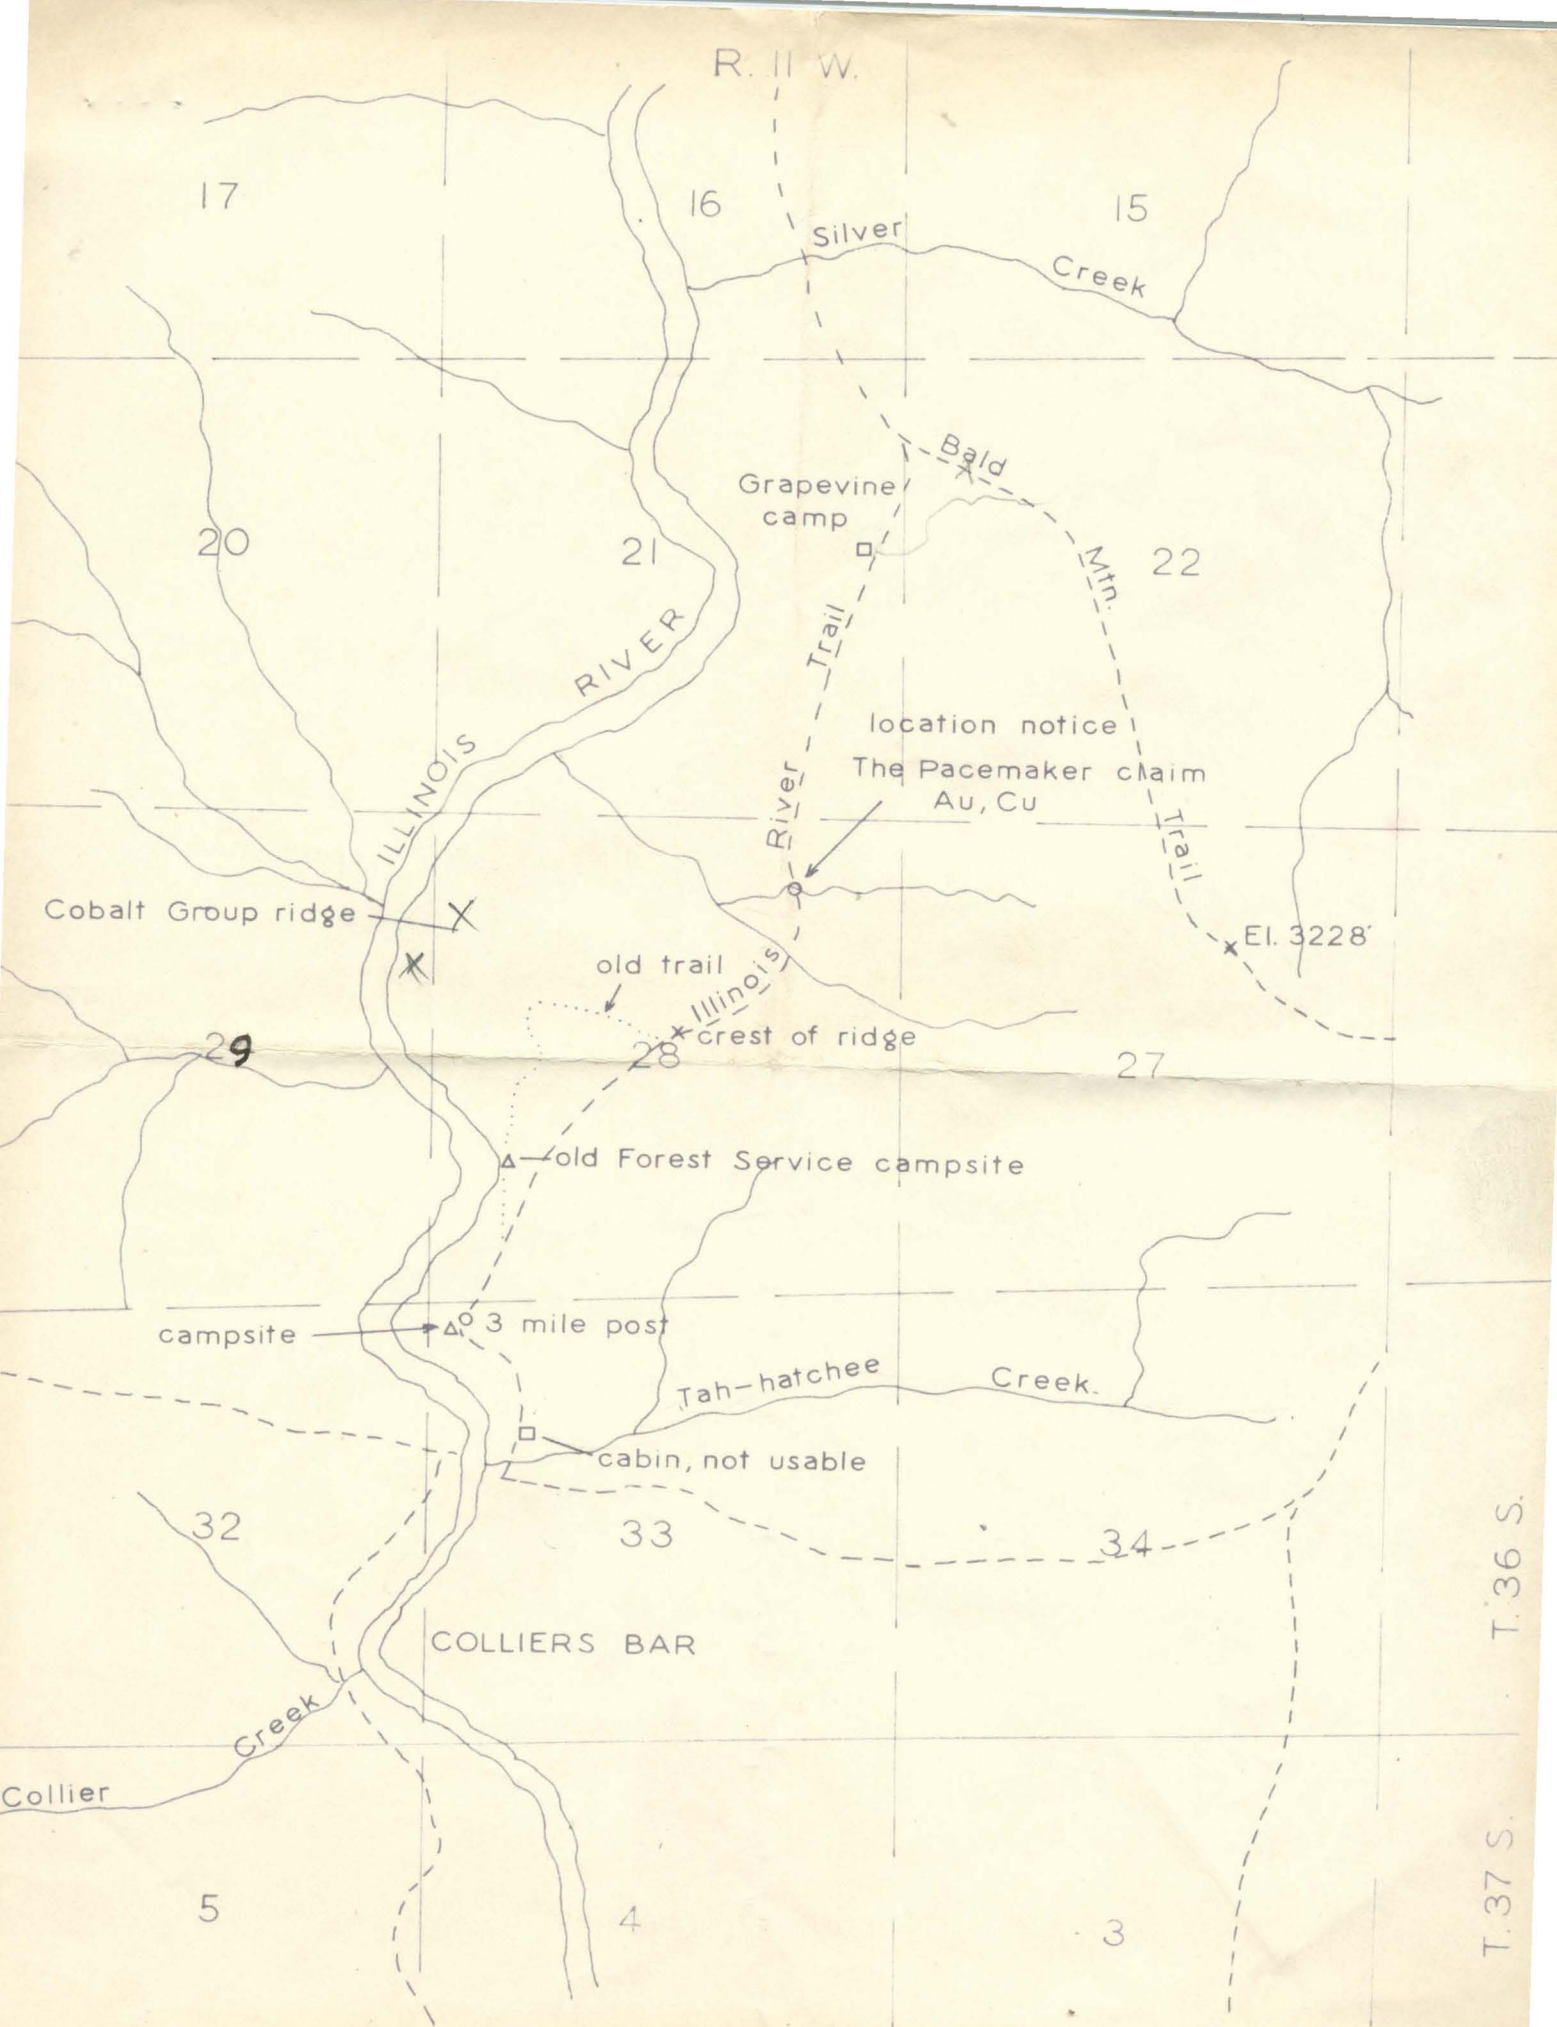 R. 11 W.
17
16
15
Silver
Creek
Bald
Mtn.
Trail
Grapevine
camp
20
21
22
ILLINOIS
RIVER
Trail
River
Illinois
location notice
The Pacemaker claim
Au, Cu
Cobalt Group ridge
El. 3228'
old trail
crest of ridge
29
28
27
old Forest Service campsite
campsite
3 mile post
Tah-hatchee
Creek.
cabin, not usable
32
33
34
T. 36 S.
COLLIERS BAR
Creek
Collier
5
4
3
T. 37 S.